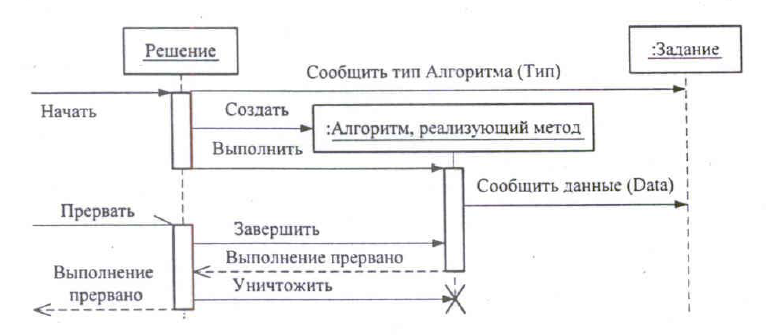 Решение
:Задание
Сообщить тип Алгоритма (Тип)
Начать
Создать
:Алгоритм, реализующий метод
Выполнить
Сообщить данные (Data)
Прервать
Завершить
Выполнение прервано
Выполнение
прервано
Уничтожить